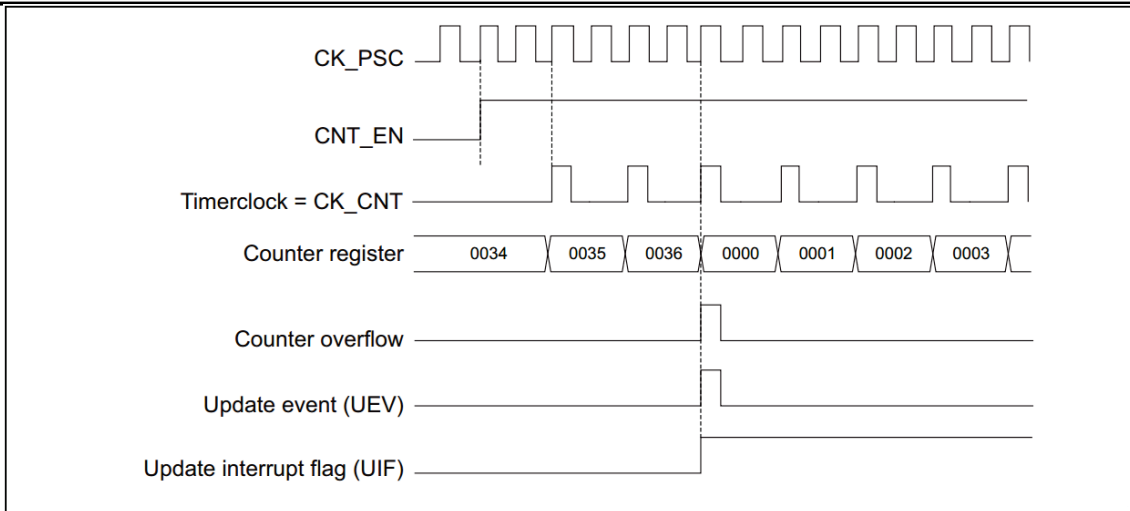 CK_PSC
CNT_EN
Timerclock = CK_CNT
Counter register 0034 0035 0036 0000 0001 0002 0003
Counter overflow
Update event (UEV)
Update interrupt flag (UIF)